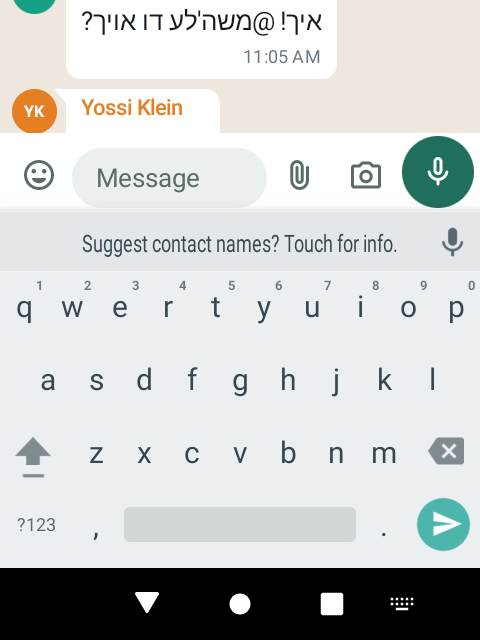 איך! @משה'לע דו אויך?
11:05 AM
YK
Yossi Klein
Message
Suggest contact names? Touch for info.
1 2 3 4 5 6 7 8 9 0
q w e r t y u i o p
a s d f g h j k l
z x c v b n m
?123 , .